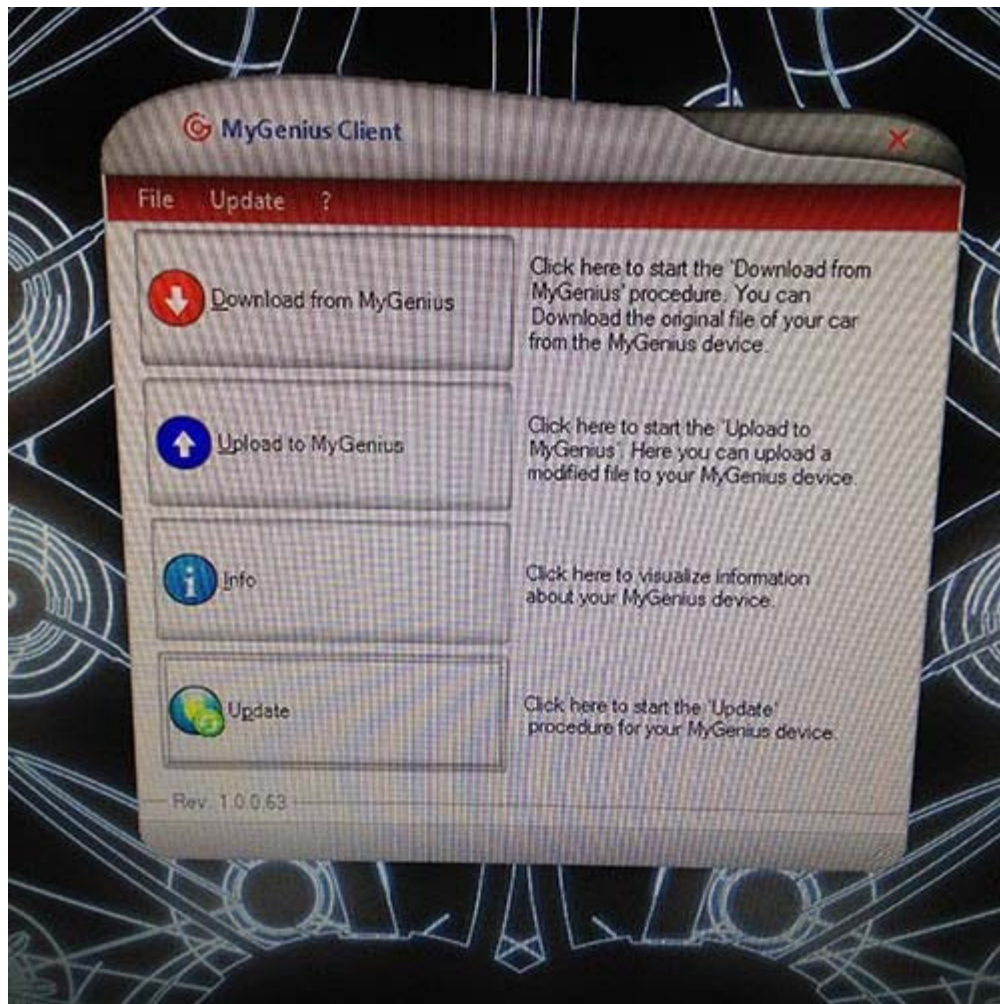 MyGenius Client
File Update ?
Download from MyGenius
Click here to start the 'Download from
MyGenius' procedure. You can
Download the original file of your car
from the MyGenius device.
Upload to MyGenius
Click here to start the 'Upload to
MyGenius'. Here you can upload a
modified file to your MyGenius device.
Info
Click here to visualize information
about your MyGenius device.
Update
Click here to start the 'Update'
procedure for your MyGenius device.
Rev. 1.0.0.63